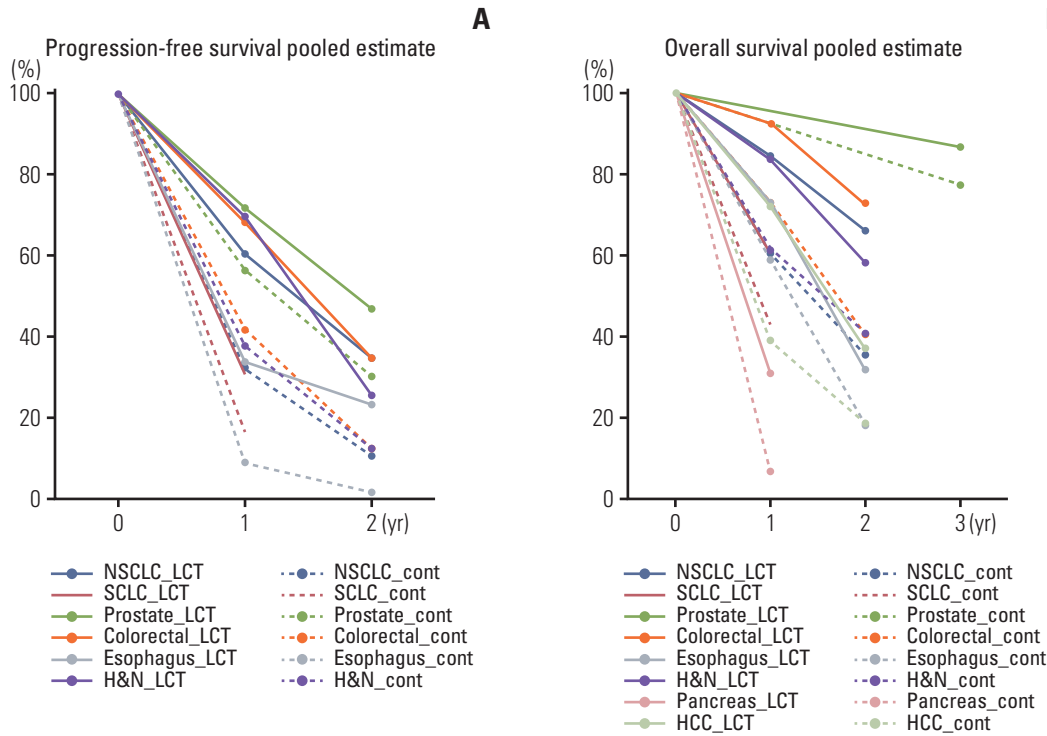 A
Progression-free survival pooled estimate
(%)
100
80
60
40
20
0
0 1 2 (yr)
NSCLC_LCT NSCLC_cont
SCLC_LCT SCLC_cont
Prostate_LCT Prostate_cont
Colorectal_LCT Colorectal_cont
Esophagus_LCT Esophagus_cont
H&N_LCT H&N_cont
Overall survival pooled estimate
(%)
100
80
60
40
20
0
0 1 2 3 (yr)
NSCLC_LCT NSCLC_cont
SCLC_LCT SCLC_cont
Prostate_LCT Prostate_cont
Colorectal_LCT Colorectal_cont
Esophagus_LCT Esophagus_cont
H&N_LCT H&N_cont
Pancreas_LCT Pancreas_cont
HCC_LCT HCC_cont